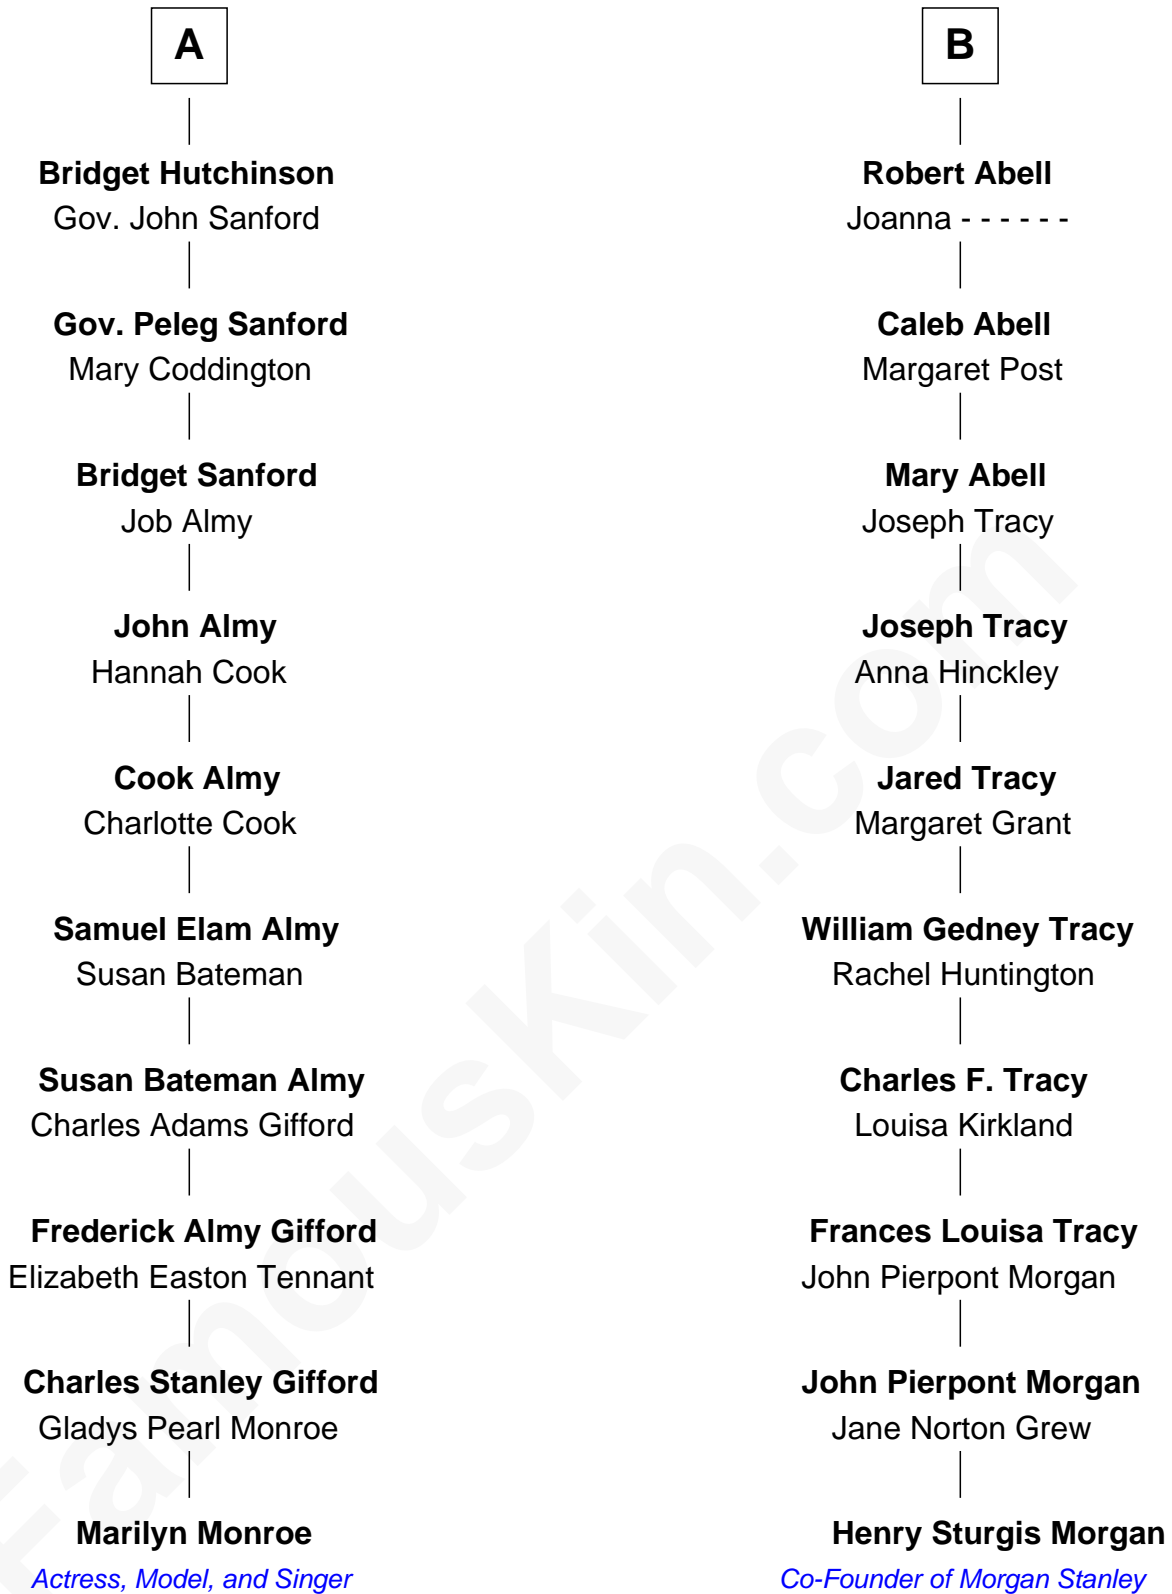 A
Bridget Hutchinson
Gov. John Sanford
Gov. Peleg Sanford
Mary Coddington
Bridget Sanford
Job Almy
John Almy
Hannah Cook
Cook Almy
Charlotte Cook
Samuel Elam Almy
Susan Bateman
Susan Bateman Almy
Charles Adams Gifford
Frederick Almy Gifford
Elizabeth Easton Tennant
Charles Stanley Gifford
Gladys Pearl Monroe
Marilyn Monroe
Actress, Model, and Singer
B
Robert Abell
Joanna - - - - - -
Caleb Abell
Margaret Post
Mary Abell
Joseph Tracy
Joseph Tracy
Anna Hinckley
Jared Tracy
Margaret Grant
William Gedney Tracy
Rachel Huntington
Charles F. Tracy
Louisa Kirkland
Frances Louisa Tracy
John Pierpont Morgan
John Pierpont Morgan
Jane Norton Grew
Henry Sturgis Morgan
Co-Founder of Morgan Stanley
FamousKin.com